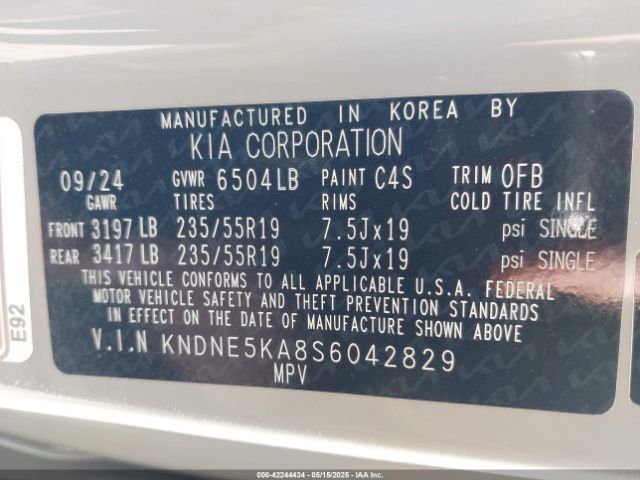 MANUFACTURED IN KOREA BY
KIA CORPORATION
09/24 GVWR 6504LB PAINT C4S TRIM OFB
GAWR TIRES RIMS COLD TIRE INFL
FRONT 3197 LB 235/55R19 7.5Jx19 psi SINGLE
REAR 3417 LB 235/55R19 7.5Jx19 psi SINGLE
THIS VEHICLE CONFORMS TO ALL APPLICABLE U.S.A. FEDERAL
MOTOR VEHICLE SAFETY AND THEFT PREVENTION STANDARDS
IN EFFECT ON THE DATE OF MANUFACTURE SHOWN ABOVE
V.I.N KNDNE5KA8S6042829
MPV
E92
000-42244434 - 05/15/2025 - IAAI Inc.